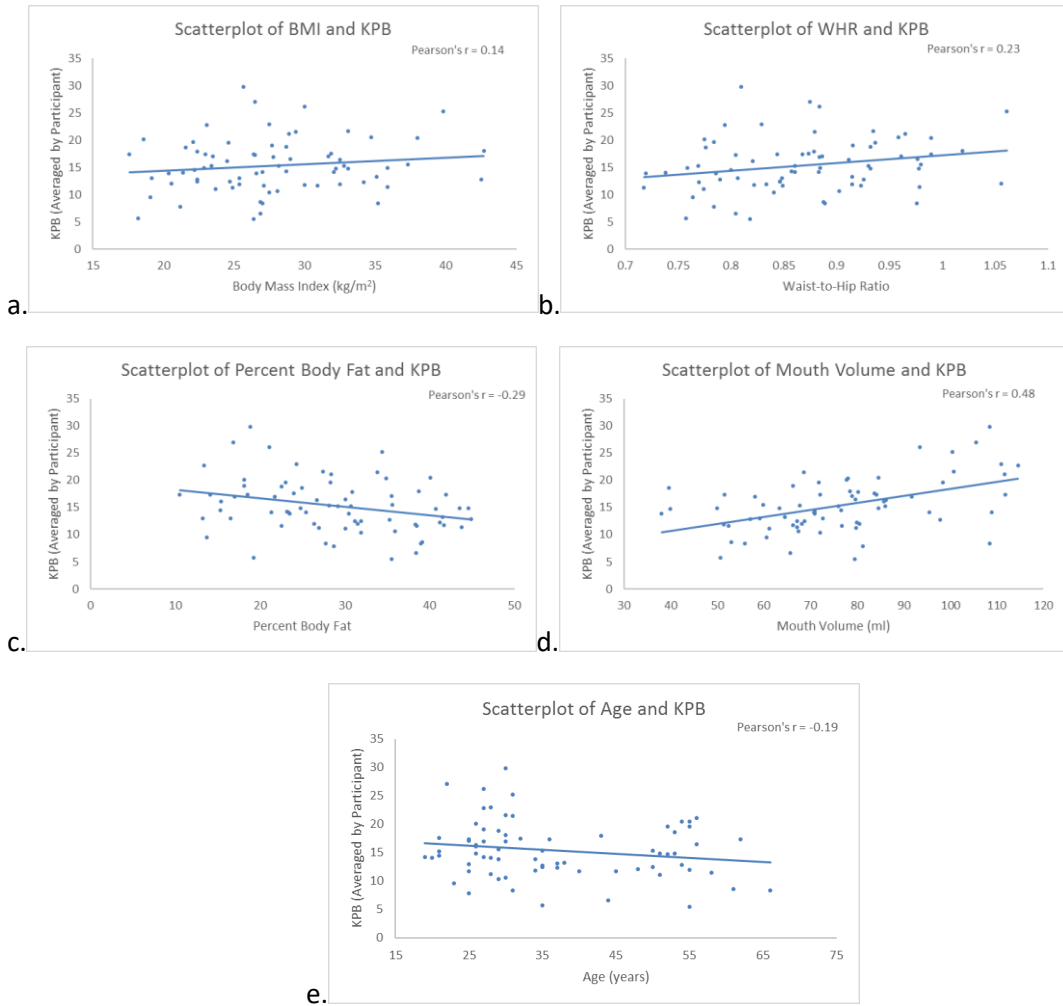 Scatterplot of BMI and KPB
Pearson's r = 0.14
KPB (Averaged by Participant)
35
30
25
20
15
10
5
0
15 20 25 30 35 40 45
Body Mass Index (kg/m²)
a.
Scatterplot of WHR and KPB
Pearson's r = 0.23
KPB (Averaged by Participant)
35
30
25
20
15
10
5
0
0.7 0.75 0.8 0.85 0.9 0.95 1 1.05 1.1
Waist-to-Hip Ratio
b.
Scatterplot of Percent Body Fat and KPB
Pearson's r = -0.29
KPB (Averaged by Participant)
35
30
25
20
15
10
5
0
0 10 20 30 40 50
Percent Body Fat
c.
Scatterplot of Mouth Volume and KPB
Pearson's r = 0.48
KPB (Averaged by Participant)
35
30
25
20
15
10
5
0
30 40 50 60 70 80 90 100 110 120
Mouth Volume (ml)
d.
Scatterplot of Age and KPB
Pearson's r = -0.19
KPB (Averaged by Participant)
35
30
25
20
15
10
5
0
15 25 35 45 55 65 75
Age (years)
e.